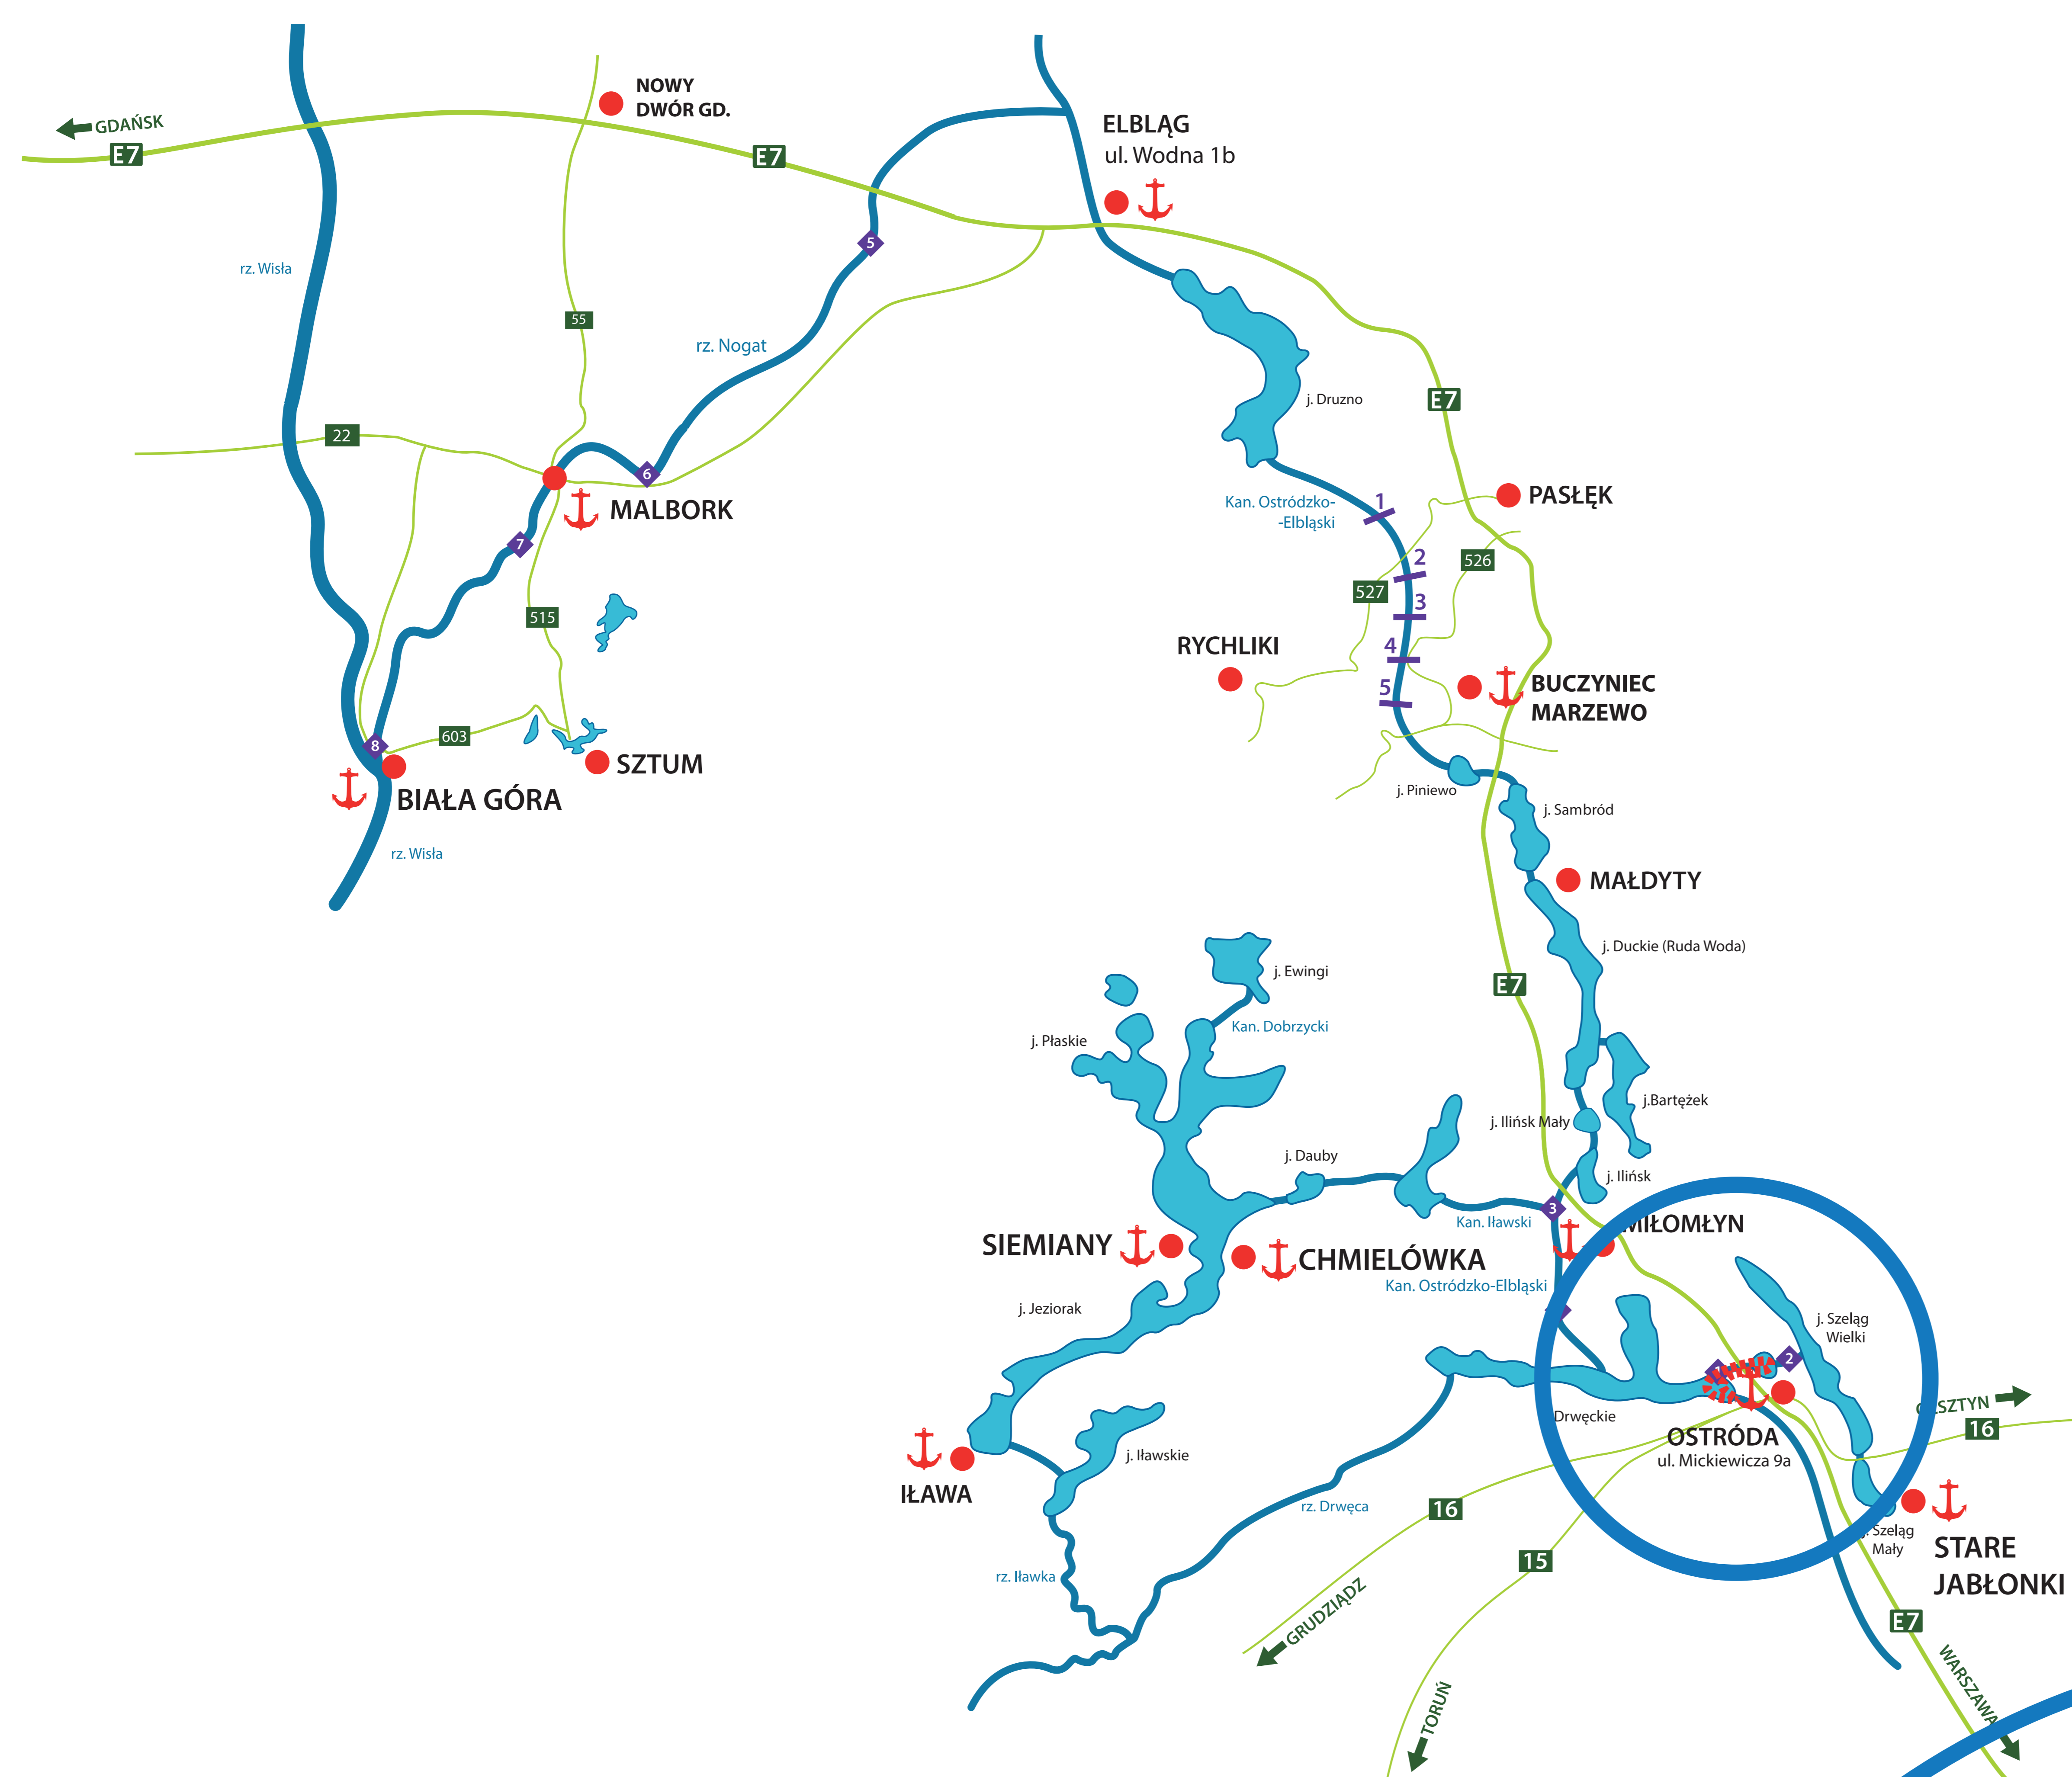 NOWY
DWÓR GD.
GDAŃSK
E7
E7
ELBLĄG
ul. Wodna 1b
5
rz. Wisła
55
rz. Nogat
j. Druzno
E7
22
6
MALBORK
7
Kan. Ostródzko-
-Elbląski
1
PASŁĘK
2
526
527
3
515
RYCHLIKI
4
5
BUCZYNIEC
MARZEWO
603
8
SZTUM
BIAŁA GÓRA
rz. Wisła
j. Piniewo
j. Sambród
MAŁDYTY
j. Duckie (Ruda Woda)
j. Ewingi
E7
Kan. Dobrzycki
j. Płaskie
j.Bartężek
j. Ilińsk Mały
j. Dauby
j. Ilińsk
3
Kan. Iławski
MIŁOMŁYN
SIEMIANY
CHMIELÓWKA
Kan. Ostródzko-Elbląski
j. Jeziorak
j. Szeląg
Wielki
1
2
Drwęckie
OLSZTYN
16
OSTRÓDA
ul. Mickiewicza 9a
j. Iławskie
IŁAWA
rz. Drwęca
16
j. Szeląg
Mały
STARE
JABŁONKI
15
rz. Iławka
GRUDZIĄDZ
E7
TORUŃ
WARSZAWA